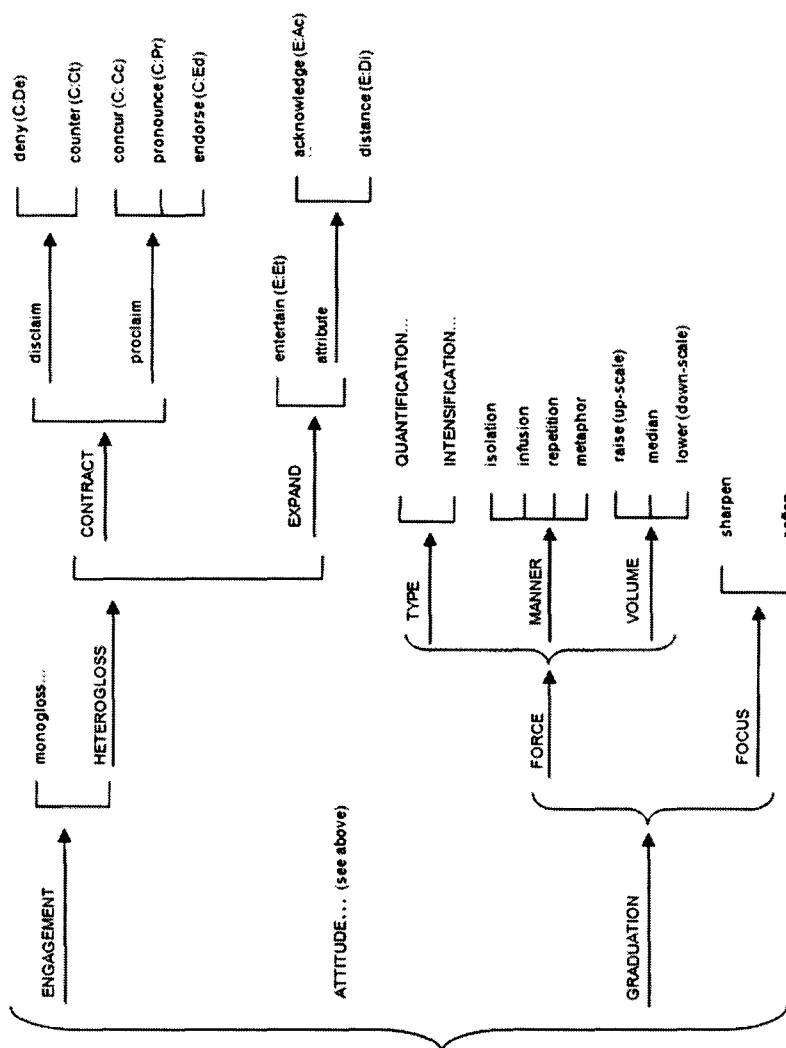 ENGAGEMENT
monogloss...
HETEROGLOSS
CONTRACT
disclaim
deny (C:De)
counter (C:Ct)
proclaim
concur (C: Cc)
pronounce (C:Pr)
endorse (C:Ed)
EXPAND
entertain (E:Et)
attribute
acknowledge (E:Ac)
distance (E:Di)
ATTITUDE... (see above)
GRADUATION
FORCE
TYPE
QUANTIFICATION...
INTENSIFICATION...
MANNER
isolation
infusion
repetition
metaphor
VOLUME
raise (up-scale)
median
lower (down-scale)
FOCUS
sharpen